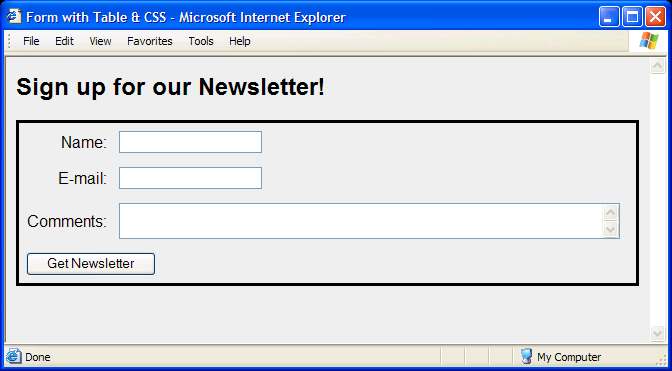 Form with Table & CSS - Microsoft Internet Explorer
File Edit View Favorites Tools Help
Sign up for our Newsletter!
Name:
E-mail:
Comments:
Get Newsletter
Done My Computer